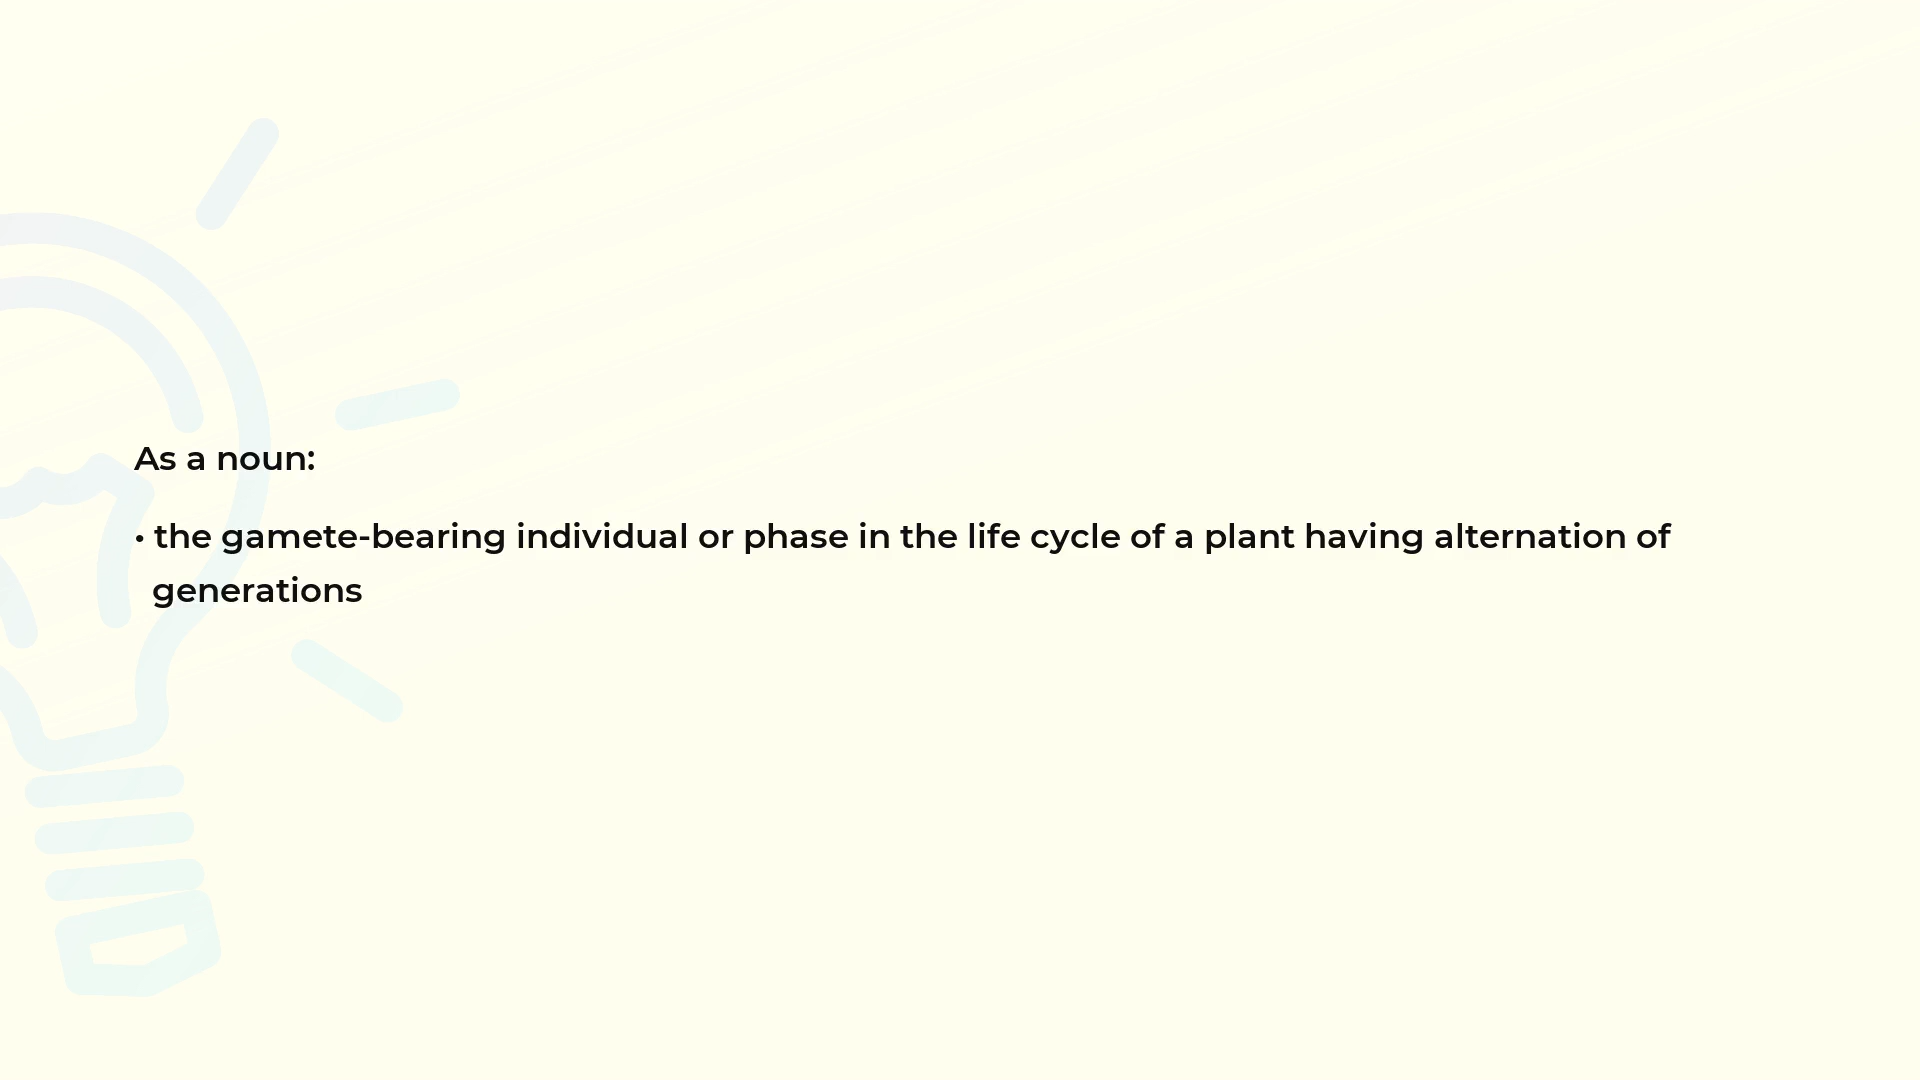 As a noun:
• the gamete-bearing individual or phase in the life cycle of a plant having alternation of
generations